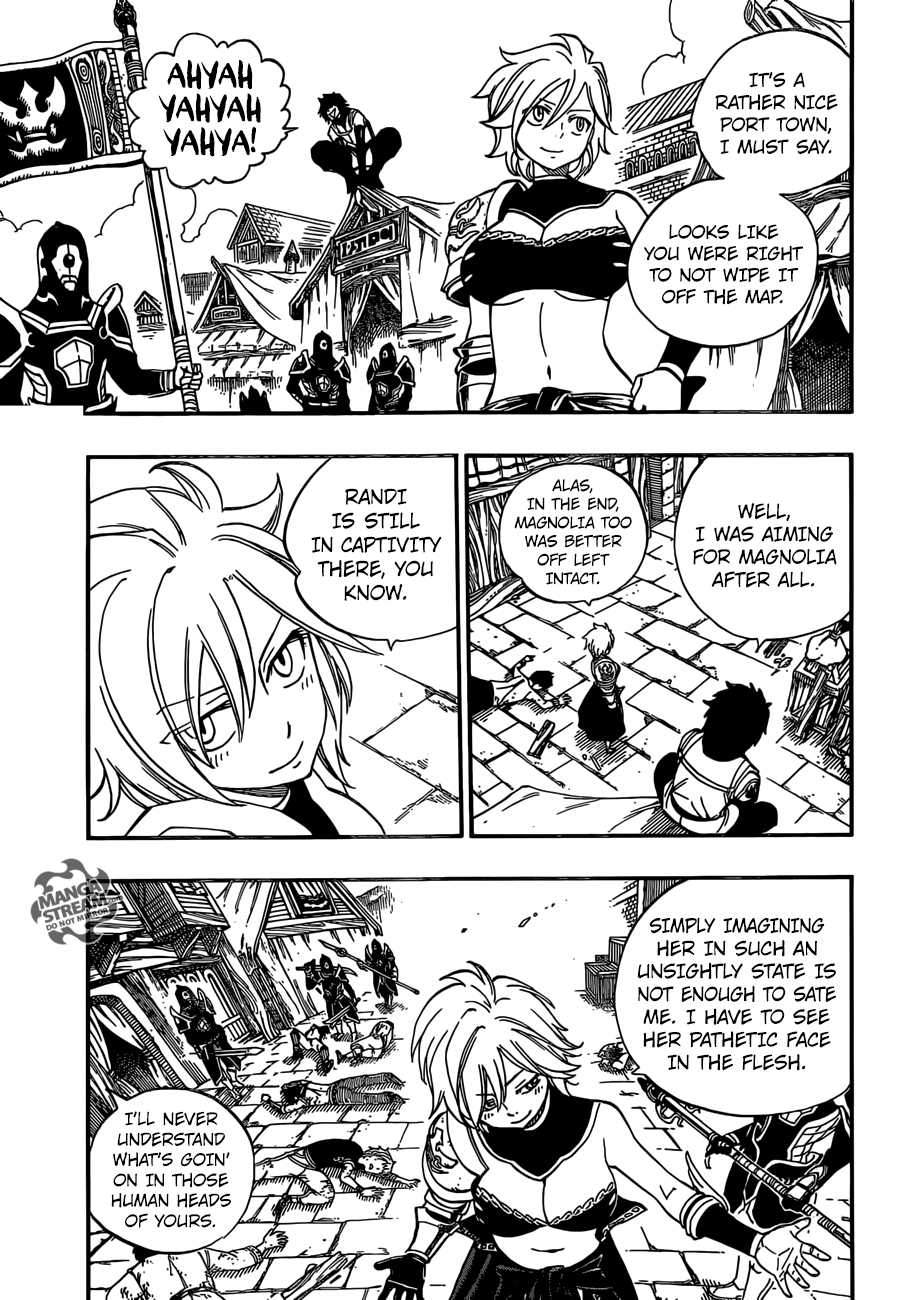 IT'S A
RATHER NICE
PORT TOWN,
I MUST SAY.
LOOKS LIKE
YOU WERE RIGHT
TO NOT WIPE IT
OFF THE MAP.
AHYAH
YAHYAH
YAHYA!
WELL,
I WAS AIMING
FOR MAGNOLIA
AFTER ALL.
ALAS,
IN THE END,
MAGNOLIA TOO
WAS BETTER
OFF LEFT
INTACT.
RANDI
IS STILL
IN CAPTIVITY
THERE, YOU
KNOW.
SIMPLY IMAGINING
HER IN SUCH AN
UNSIGHTLY STATE IS
NOT ENOUGH TO SATE
ME. I HAVE TO SEE
HER PATHETIC FACE
IN THE FLESH.
I'LL NEVER
UNDERSTAND
WHAT'S GOIN'
ON IN THOSE
HUMAN HEADS
OF YOURS.
MANGA
STREAM
DO NOT MIRROR